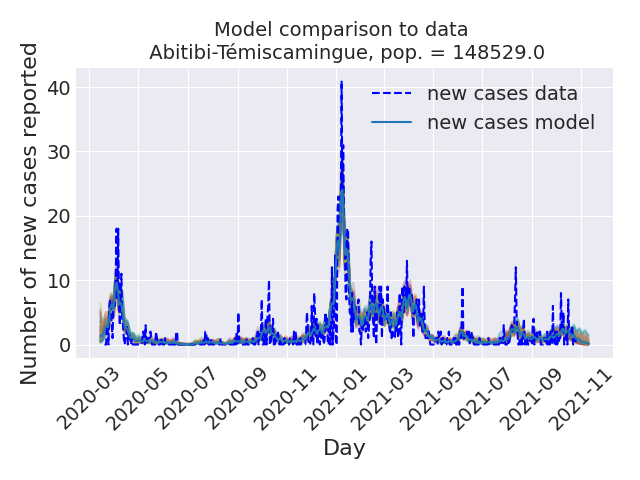 Model comparison to data
Abitibi-Témiscamingue, pop. = 148529.0
Number of new cases reported
40
30
20
10
0
new cases data
new cases model
2020-03
2020-05
2020-07
2020-09
2020-11
2021-01
2021-03
2021-05
2021-07
2021-09
2021-11
Day